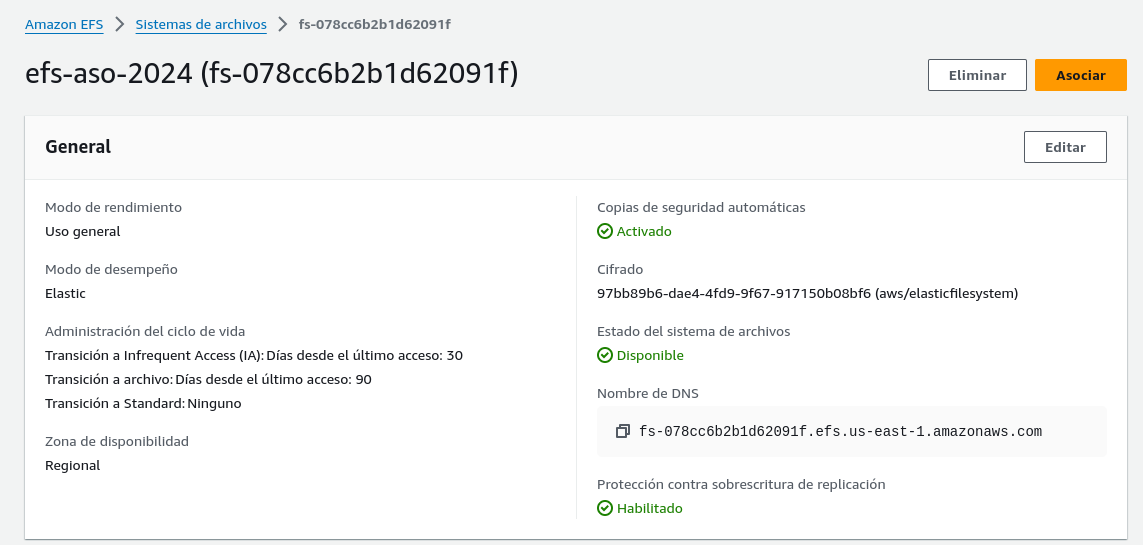 Amazon EFS > Sistemas de archivos > fs-078cc6b2b1d62091f
efs-aso-2024 (fs-078cc6b2b1d62091f)
Eliminar
Asociar
General
Editar
Modo de rendimiento
Uso general
Modo de desempeño
Elastic
Administración del ciclo de vida
Transición a Infrequent Access (IA): Días desde el último acceso: 30
Transición a archivo: Días desde el último acceso: 90
Transición a Standard: Ninguno
Zona de disponibilidad
Regional
Copias de seguridad automáticas
Activado
Cifrado
97bb89b6-dae4-4fd9-9f67-917150b08bf6 (aws/elasticfilesystem)
Estado del sistema de archivos
Disponible
Nombre de DNS
fs-078cc6b2b1d62091f.efs.us-east-1.amazonaws.com
Protección contra sobrescritura de replicación
Habilitado